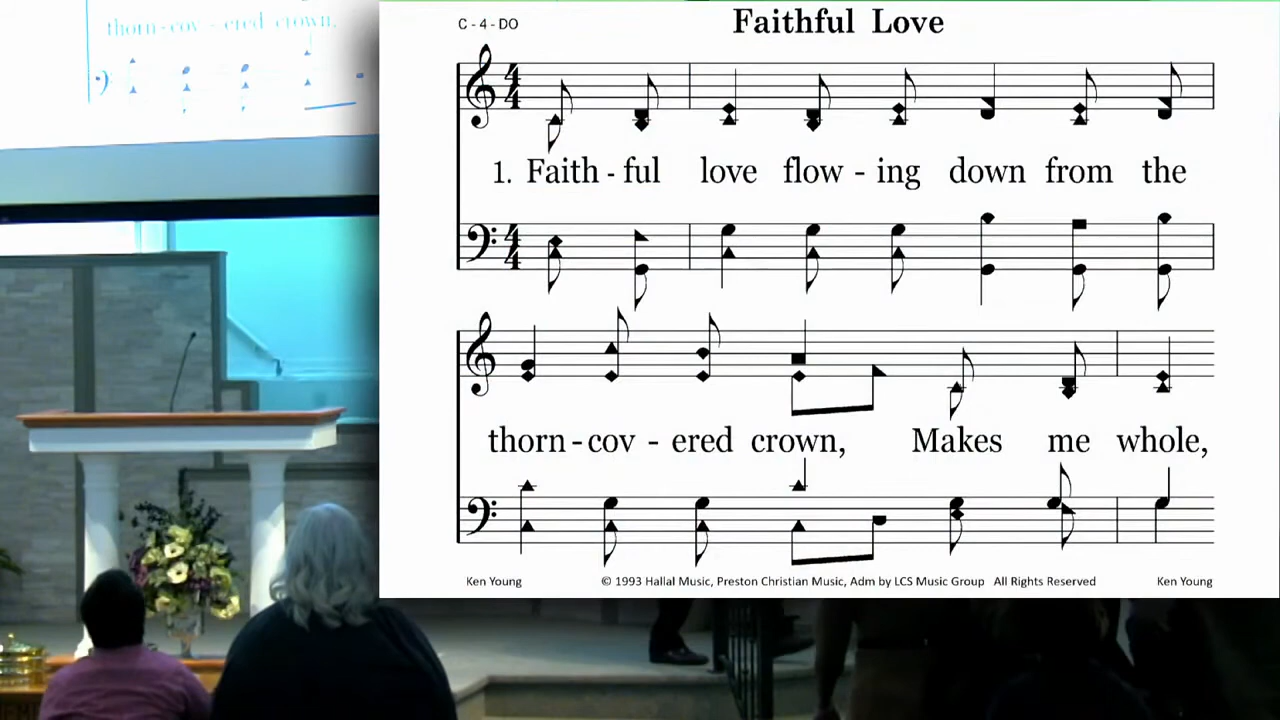 thorn-cov - ered crown,
C - 4 - DO
Faithful Love
1. Faith - ful love flow - ing down from the
thorn - cov - ered crown, Makes me whole,
Ken Young © 1993 Hallal Music, Preston Christian Music, Adm by LCS Music Group All Rights Reserved Ken Young